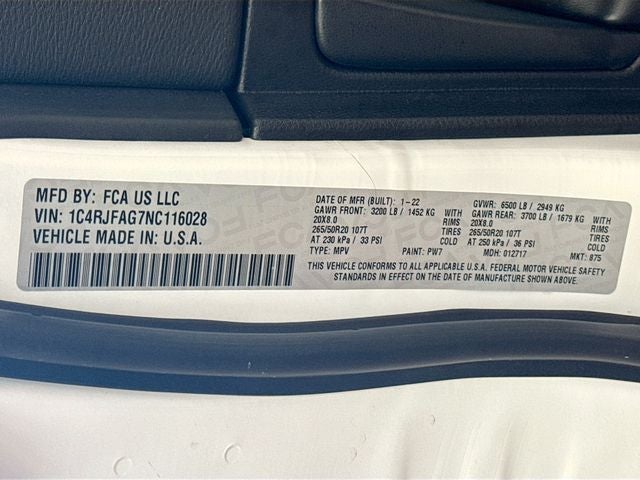 MFD BY: FCA US LLC
VIN: 1C4RJFAG7NC116028
VEHICLE MADE IN: U.S.A.
DATE OF MFR (BUILT): 1-22 GVWR: 6500 LB / 2949 KG
GAWR FRONT: 3200 LB / 1452 KG WITH GAWR REAR: 3700 LB / 1679 KG WITH
20X8.0 RIMS 20X8.0 RIMS
265/50R20 107T TIRES 265/50R20 107T TIRES
AT 230 kPa / 33 PSI COLD AT 250 kPa / 36 PSI COLD
TYPE: MPV PAINT: PW7 MDH: 012717 MKT: 875
THIS VEHICLE CONFORMS TO ALL APPLICABLE U.S.A. FEDERAL MOTOR VEHICLE SAFETY
STANDARDS IN EFFECT ON THE DATE OF MANUFACTURE SHOWN ABOVE.